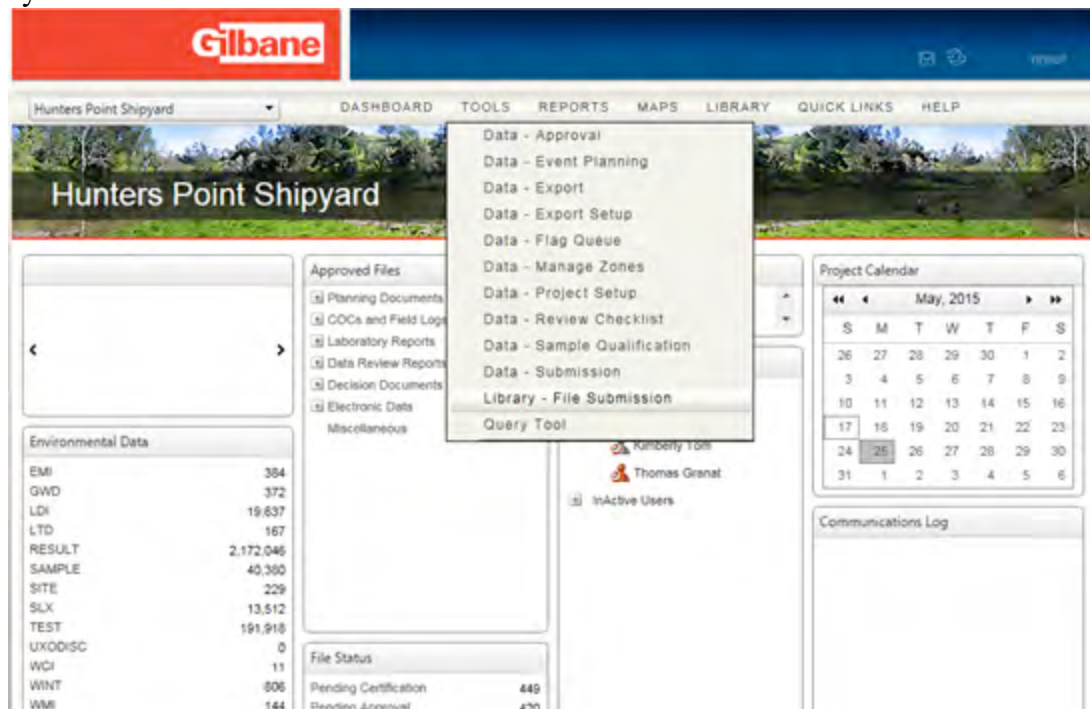 Gilbane
Hunters Point Shipyard
DASHBOARD TOOLS REPORTS MAPS LIBRARY QUICK LINKS HELP
Hunters Point Shipyard
Data - Approval
Data - Event Planning
Data - Export
Data - Export Setup
Data - Flag Queue
Data - Manage Zones
Data - Project Setup
Data - Review Checklist
Data - Sample Qualification
Data - Submission
Library - File Submission
Query Tool
Approved Files
Planning Documents
COCs and Field Logs
Laboratory Reports
Data Review Reports
Decision Documents
Electronic Data
Miscellaneous
Kimberly Tom
Thomas Granat
InActive Users
Project Calendar
May, 2015
S M T W T F S
26 27 28 29 30 1 2
3 4 5 6 7 8 9
10 11 12 13 14 15 16
17 18 19 20 21 22 23
24 25 26 27 28 29 30
31 1 2 3 4 5 6
Environmental Data
EMI 384
GWD 372
LDI 19,637
LTD 167
RESULT 2,172,046
SAMPLE 40,380
SITE 229
SLX 13,512
TEST 191,918
UXODISC 0
WCI 11
WINT 806
WMI 144
File Status
Pending Certification 449
Pending Approval 420
Communications Log